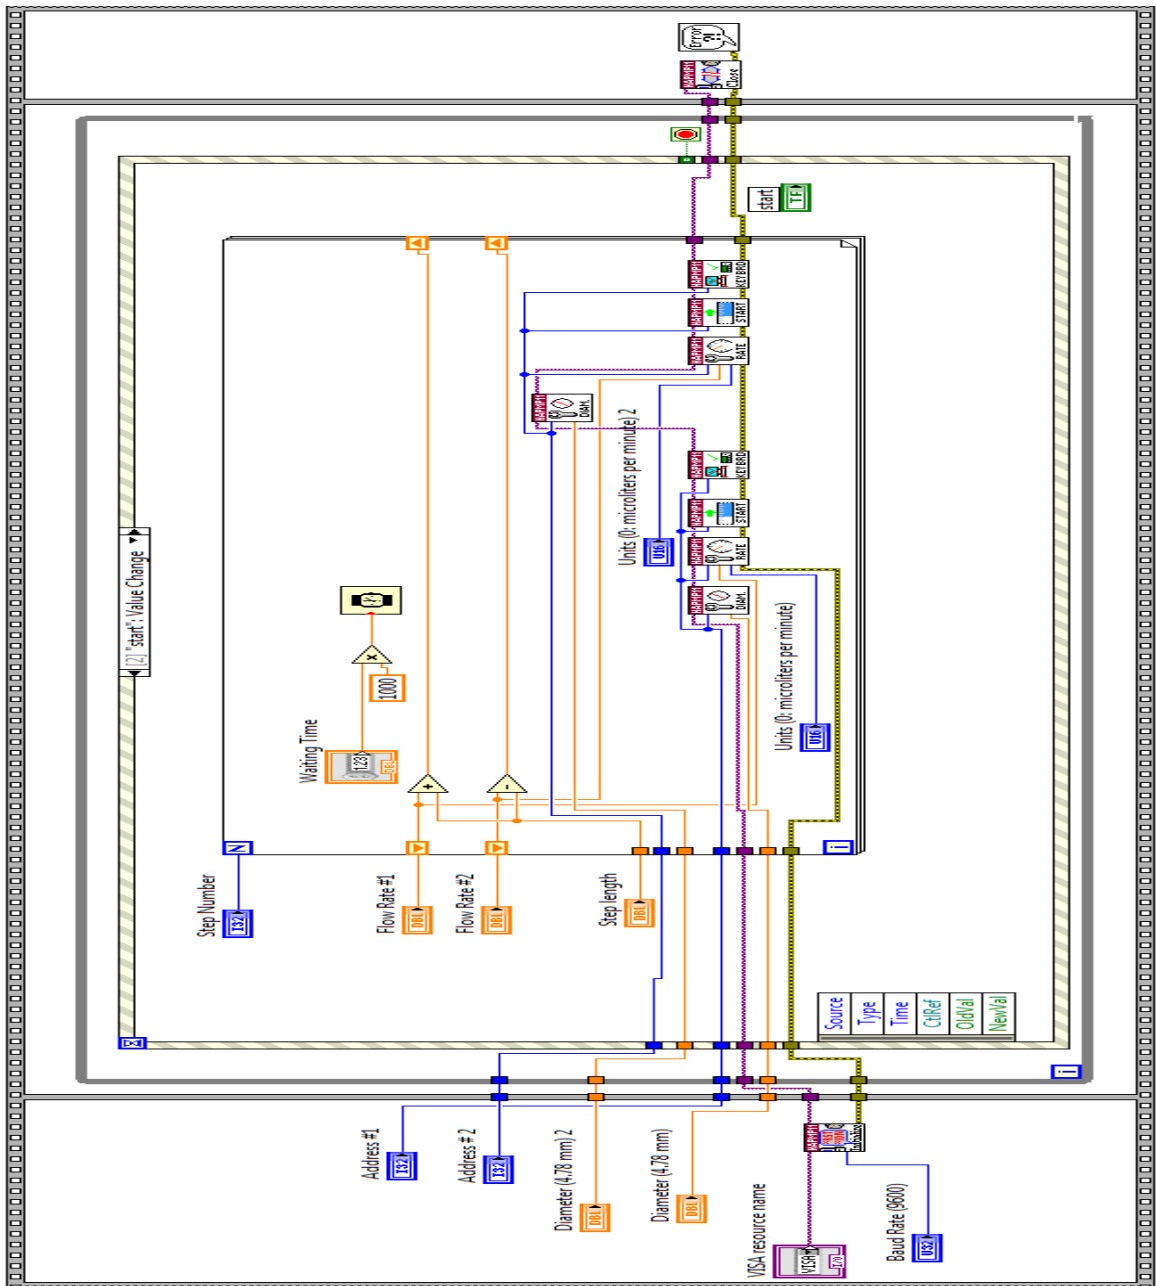 VISA resource name
VISA
I/O
Baud Rate (9600)
U32
Address #1
I32
Address # 2
I32
Diameter (4.78 mm) 2
DBL
Diameter (4.78 mm)
DBL
Initialize
[2] "start": Value Change
Source
Type
Time
CtlRef
OldVal
NewVal
Step Number
I32
N
Flow Rate #1
DBL
Flow Rate #2
DBL
Step length
DBL
i
i
Waiting Time
1.23
DBL
1000
x
+
-
Units (0: microliters per minute)
U16
Units (0: microliters per minute) 2
U16
DIAM.
RATE
START
KEYBRD
DIAM.
RATE
START
KEYBRD
start
TF
Close
Error
?!